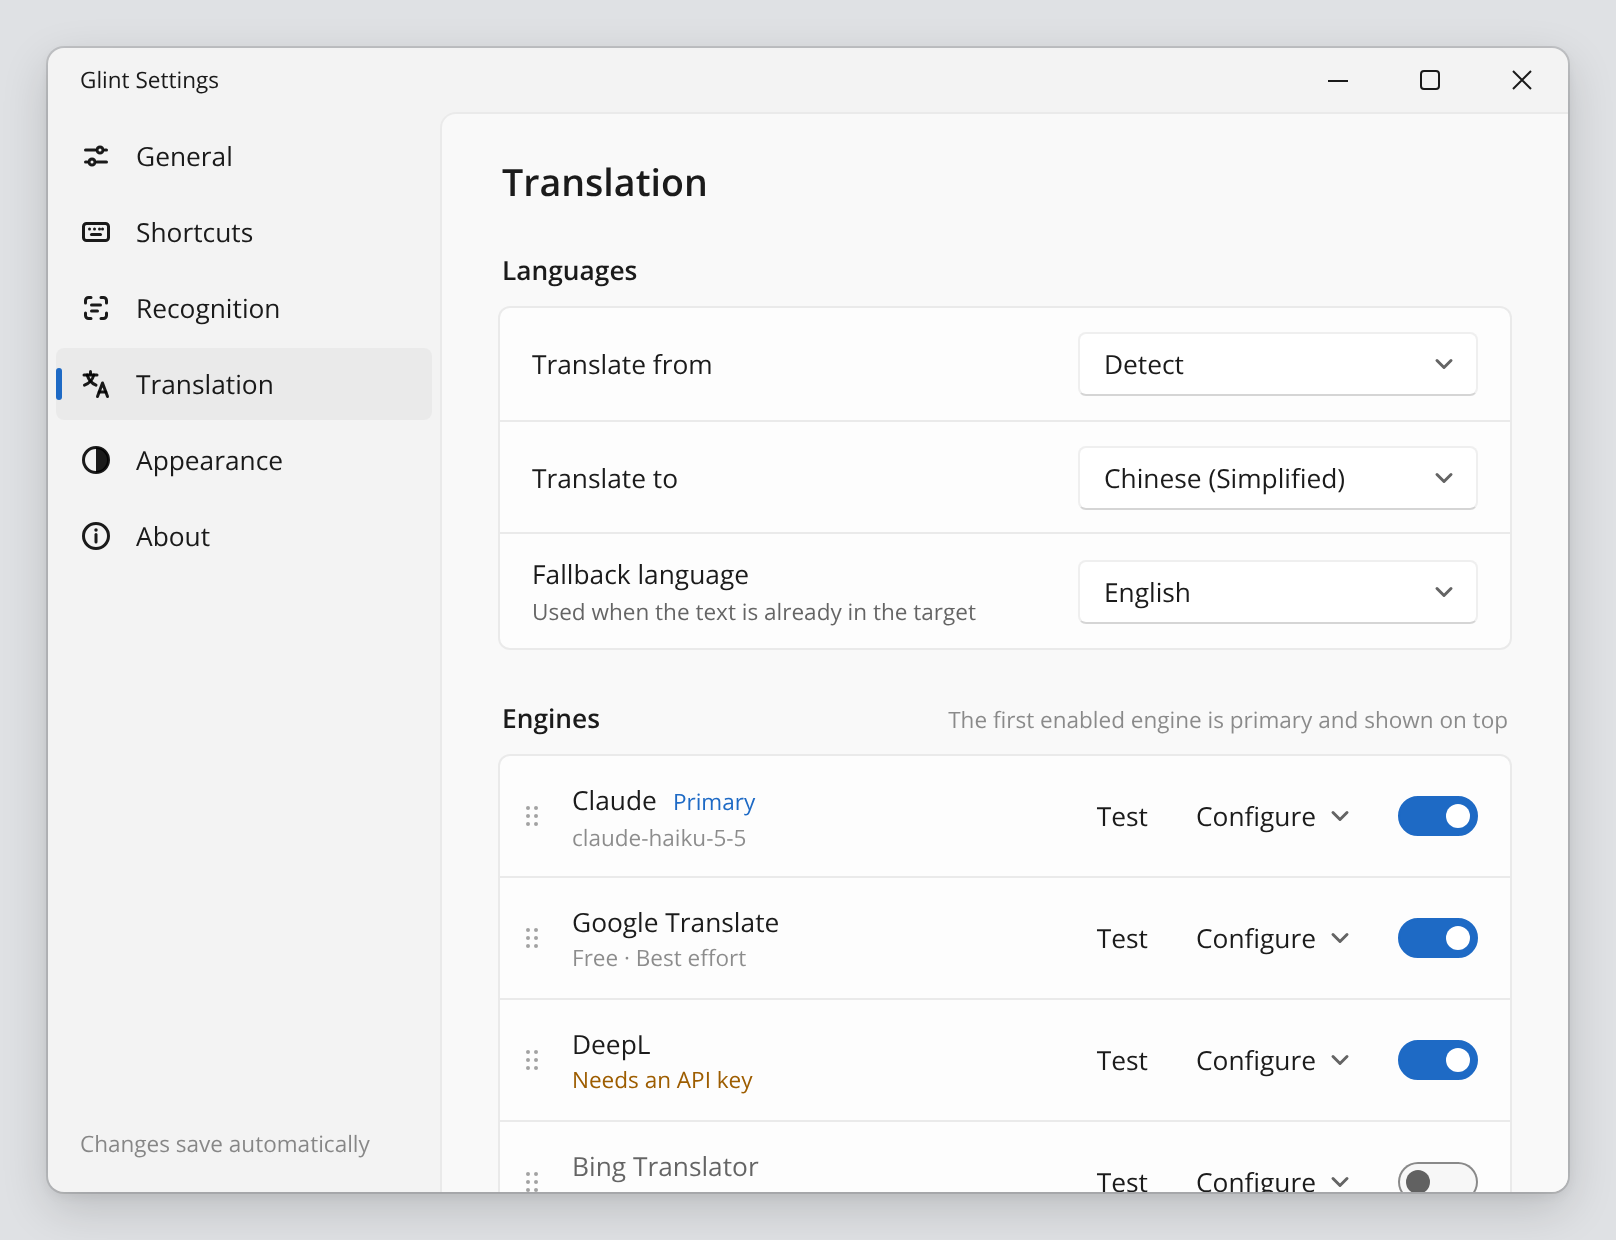 Glint Settings
General
Shortcuts
Recognition
Translation
Appearance
About
Changes save automatically
Translation
Languages
Translate from
Detect
Translate to
Chinese (Simplified)
Fallback language
Used when the text is already in the target
English
Engines
The first enabled engine is primary and shown on top
Claude Primary
claude-haiku-5-5
Test
Configure
Google Translate
Free · Best effort
Test
Configure
DeepL
Needs an API key
Test
Configure
Bing Translator
Test
Configure